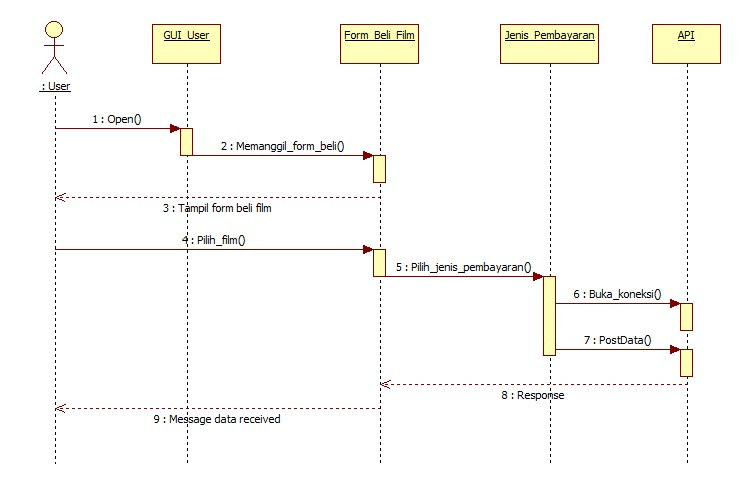 GUI_User
Form_Beli_Film
Jenis_Pembayaran
API
: User
1 : Open()
2 : Memanggil_form_beli()
3 : Tampil form beli film
4 : Pilih_film()
5 : Pilih_jenis_pembayaran()
6 : Buka_koneksi()
7 : PostData()
8 : Response
9 : Message data received